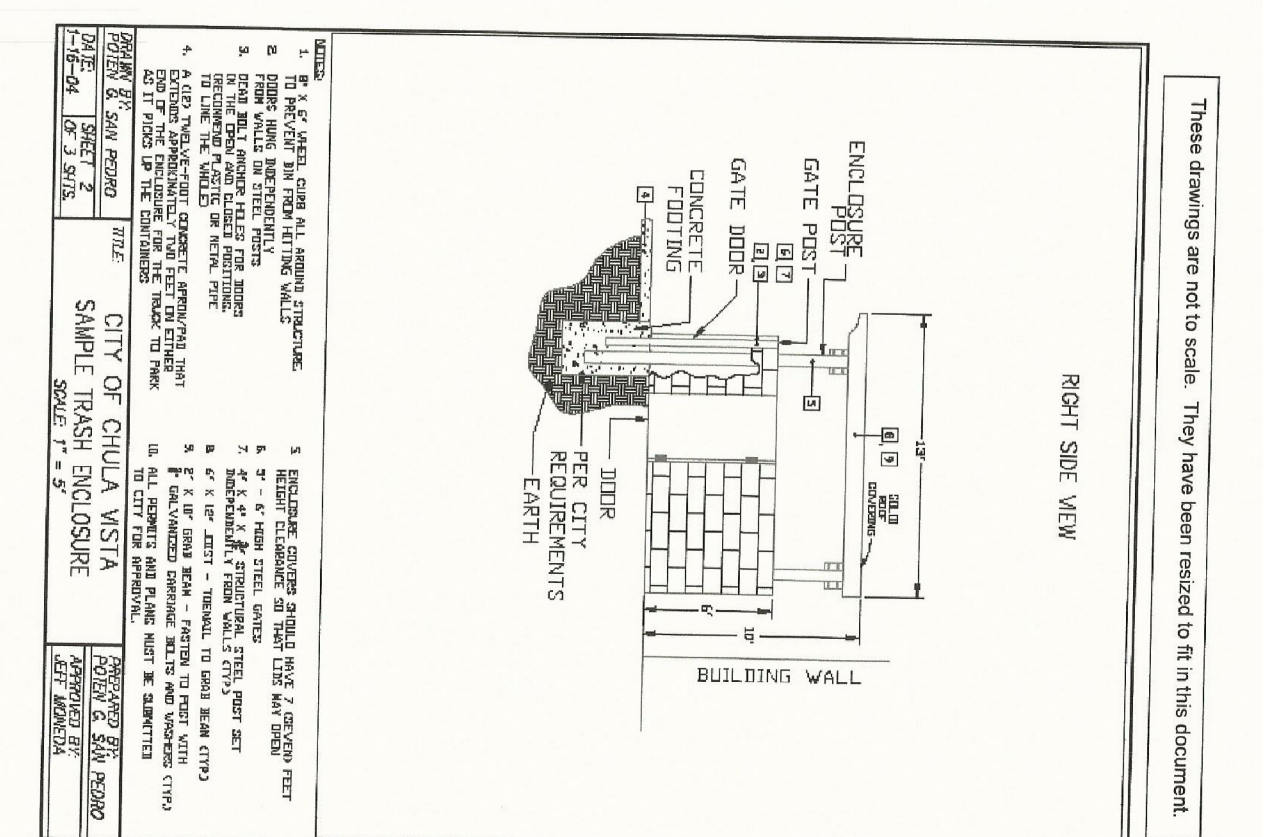 These drawings are not to scale. They have been resized to fit in this document.
RIGHT SIDE VIEW
13'
8, 9
SOLID
ROOF
COVERING
ENCLOSURE
POST
GATE POST
6, 7
2, 3
GATE DOOR
CONCRETE
FOOTING
4
5
DOOR
PER CITY
REQUIREMENTS
EARTH
6'
10'
BUILDING WALL
NOTES:
1. 8" X 6" WHEEL CURB ALL AROUND STRUCTURE,
TO PREVENT BIN FROM HITTING WALLS
2 DOORS HUNG INDEPENDENTLY
FROM WALLS ON STEEL POSTS
3. DEAD BOLT ANCHOR HOLES FOR DOORS
IN THE OPEN AND CLOSED POSITIONS.
(RECOMMEND PLASTIC OR METAL PIPE
TO LINE THE WHOLE)
4. A (12) TWELVE-FOOT CONCRETE APRON/PAD THAT
EXTENDS APPROXIMATELY TWO FEET ON EITHER
END OF THE ENCLOSURE FOR THE TRUCK TO PARK
AS IT PICKS UP THE CONTAINERS
5. ENCLOSURE COVERS SHOULD HAVE 7 (SEVEN) FEET
HEIGHT CLEARANCE SO THAT LIDS MAY OPEN
6. 5' - 6' HIGH STEEL GATES
7. 4" X 4" X STRUCTURAL STEEL POST SET
INDEPENDENTLY FROM WALLS (TYP.)
8. 6" X 12" JOIST - TOENAIL TO GRAB BEAM (TYP.)
9. 2" X 10" GRAB BEAM - FASTEN TO POST WITH
GALVANIZED CARRIAGE BOLTS AND WASHERS (TYP.)
10. ALL PERMITS AND PLANS MUST BE SUBMITTED
TO CITY FOR APPROVAL.
DRAWN BY:
POTEN & SAN PEDRO
DATE:
1-16-04
SHEET 2
OF 3 SHTS.
TITLE:
CITY OF CHULA VISTA
SAMPLE TRASH ENCLOSURE
SCALE: 1" = 5'
PREPARED BY:
POTEN & SAN PEDRO
APPROVED BY:
JEFF MONEDA